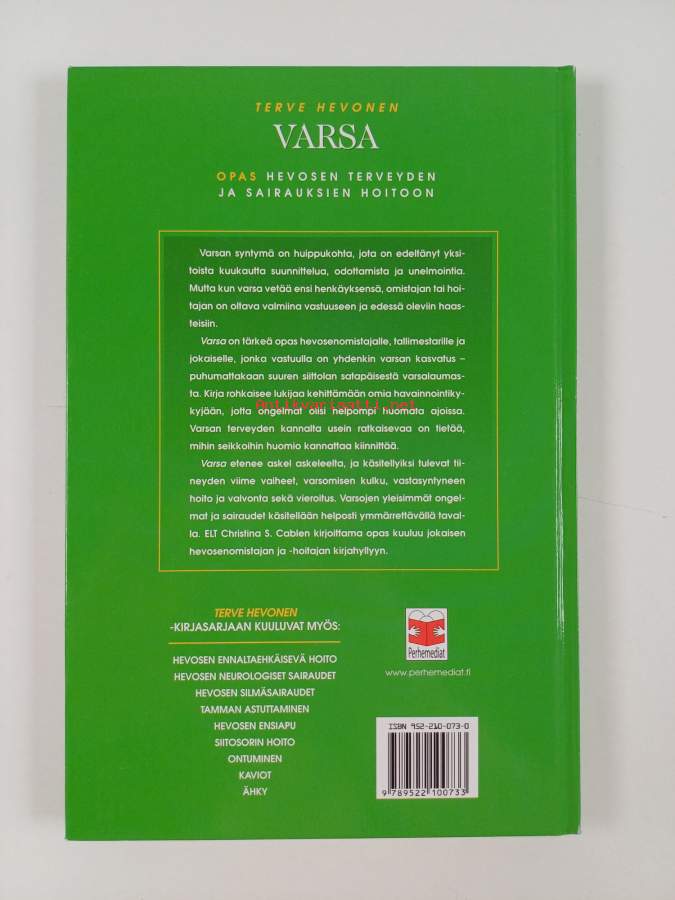 TERVE HEVONEN
VARSA
OPAS HEVOSEN TERVEYDEN
JA SAIRAUKSIEN HOITOON
Varsan syntymä on huippukohta, jota on edeltänyt yksi-
toista kuukautta suunnittelua, odottamista ja unelmointia.
Mutta kun varsa vetää ensi henkäyksensä, omistajan tai hoi-
tajan on oltava valmiina vastuuseen ja edessä oleviin haas-
teisiin.
Varsa on tärkeä opas hevosenomistajalle, tallimestarille ja
jokaiselle, jonka vastuulla on yhdenkin varsan kasvatus –
puhumattakaan suuren siittolan satapäisestä varsalaumas-
ta. Kirja rohkaisee lukijaa kehittämään omia havainnointiky-
kyjään, jotta ongelmat olisi helpompi huomata ajoissa.
Antikvariaatti.net
Varsan terveyden kannalta usein ratkaisevaa on tietää,
mihin seikkoihin huomio kannattaa kiinnittää.
Varsa etenee askel askeleelta, ja käsitellyiksi tulevat tii-
neyden viime vaiheet, varsomisen kulku, vastasyntyneen
hoito ja valvonta sekä vieroitus. Varsojen yleisimmät ongel-
mat ja sairaudet käsitellään helposti ymmärrettävällä taval-
la. ELT Christina S. Cablen kirjoittama opas kuuluu jokaisen
hevosenomistajan ja -hoitajan kirjahyllyyn.
TERVE HEVONEN
-KIRJASARJAAN KUULUVAT MYÖS:
HEVOSEN ENNALTAEHKÄISEVÄ HOITO
HEVOSEN NEUROLOGISET SAIRAUDET
HEVOSEN SILMÄSAIRAUDET
TAMMAN ASTUTTAMINEN
HEVOSEN ENSIAPU
SIITOSORIN HOITO
ONTUMINEN
KAVIOT
ÄHKY
Perhemediat
www.perhemediat.fi
ISBN 952-210-073-0
9 789522 100733